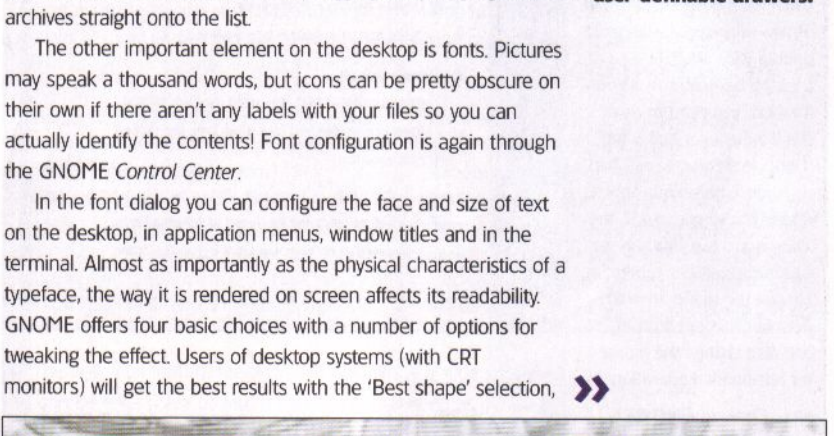 user-definable drawers.
archives straight onto the list.
The other important element on the desktop is fonts. Pictures
may speak a thousand words, but icons can be pretty obscure on
their own if there aren't any labels with your files so you can
actually identify the contents! Font configuration is again through
the GNOME Control Center.
In the font dialog you can configure the face and size of text
on the desktop, in application menus, window titles and in the
terminal. Almost as importantly as the physical characteristics of a
typeface, the way it is rendered on screen affects its readability.
GNOME offers four basic choices with a number of options for
tweaking the effect. Users of desktop systems (with CRT
monitors) will get the best results with the 'Best shape' selection,